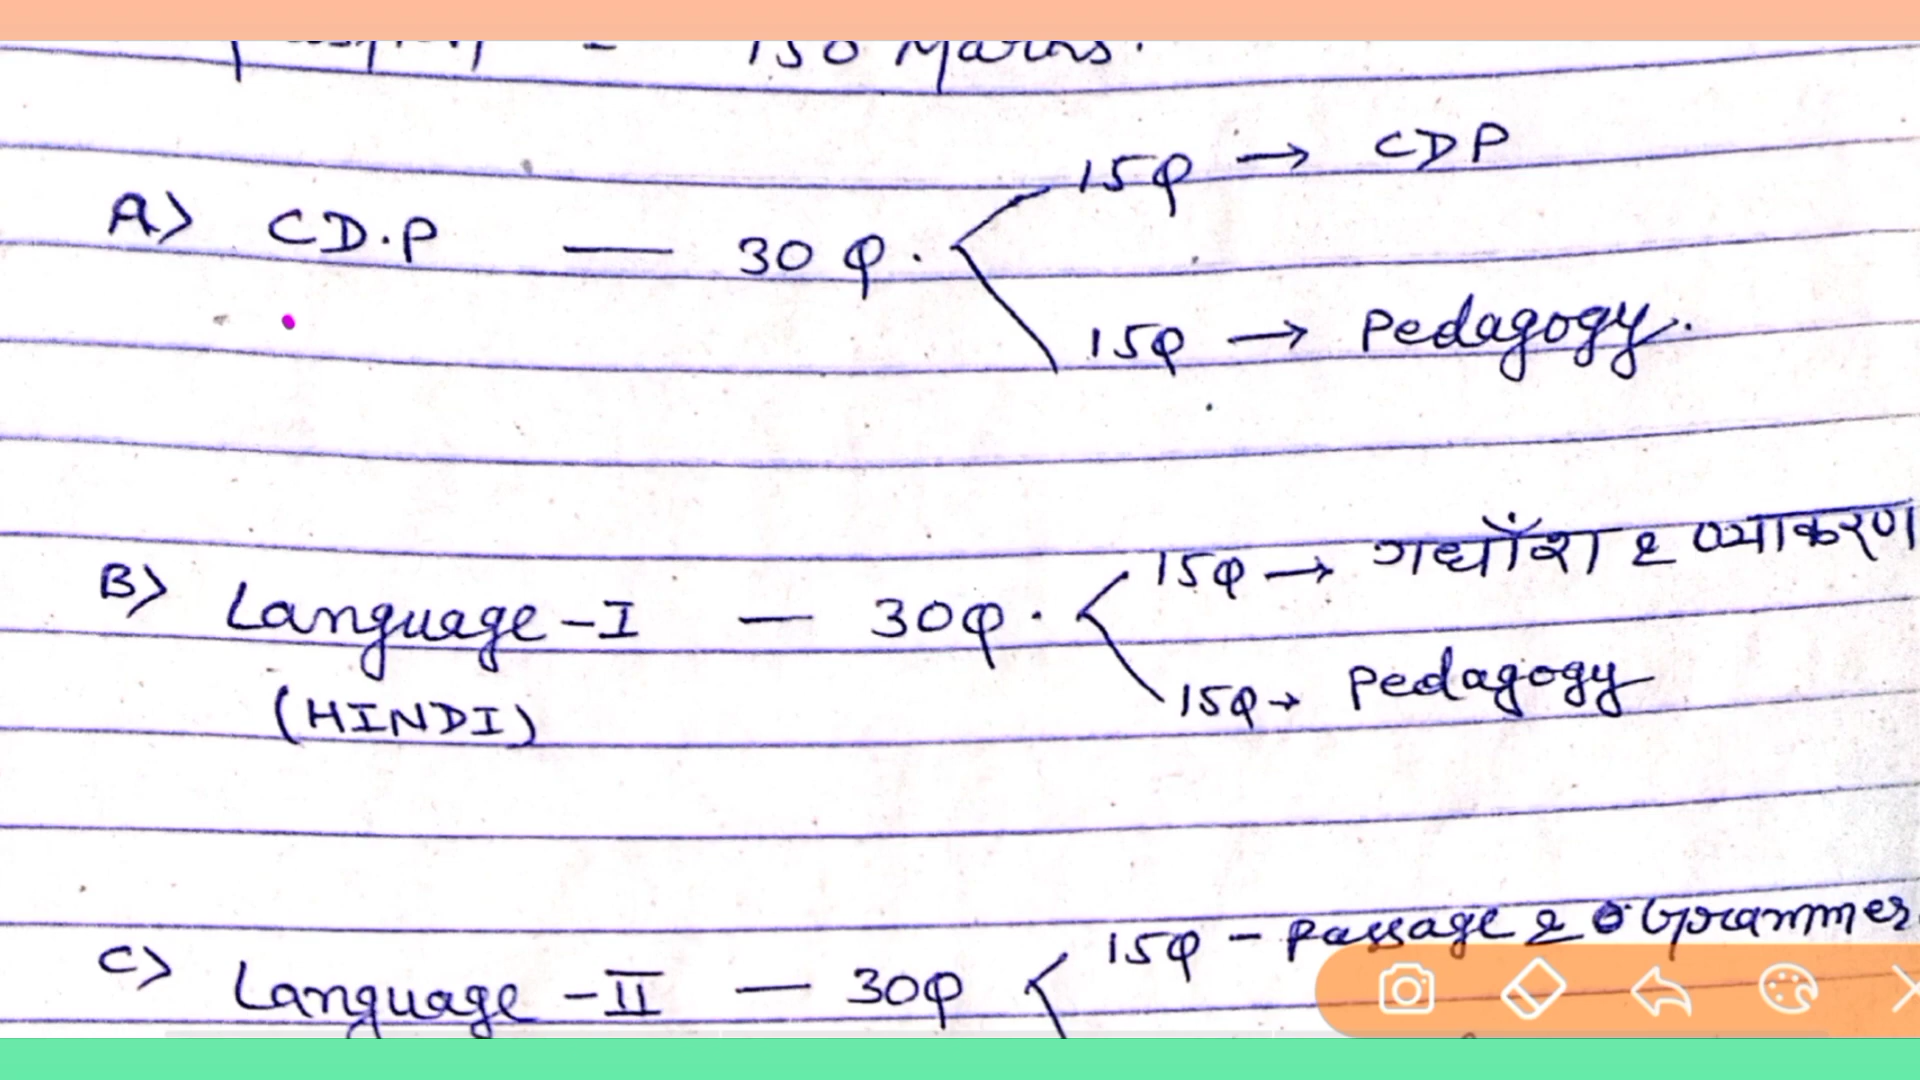 150 Marks.
15Q → CDP
A) CD.P — 30 Q.
15Q → Pedagogy.
15Q → गद्याँश & व्याकरण
B) Language-I — 30Q.
15Q → Pedagogy
(HINDI)
15Q - Passage & Grammer
C) Language-II — 30Q